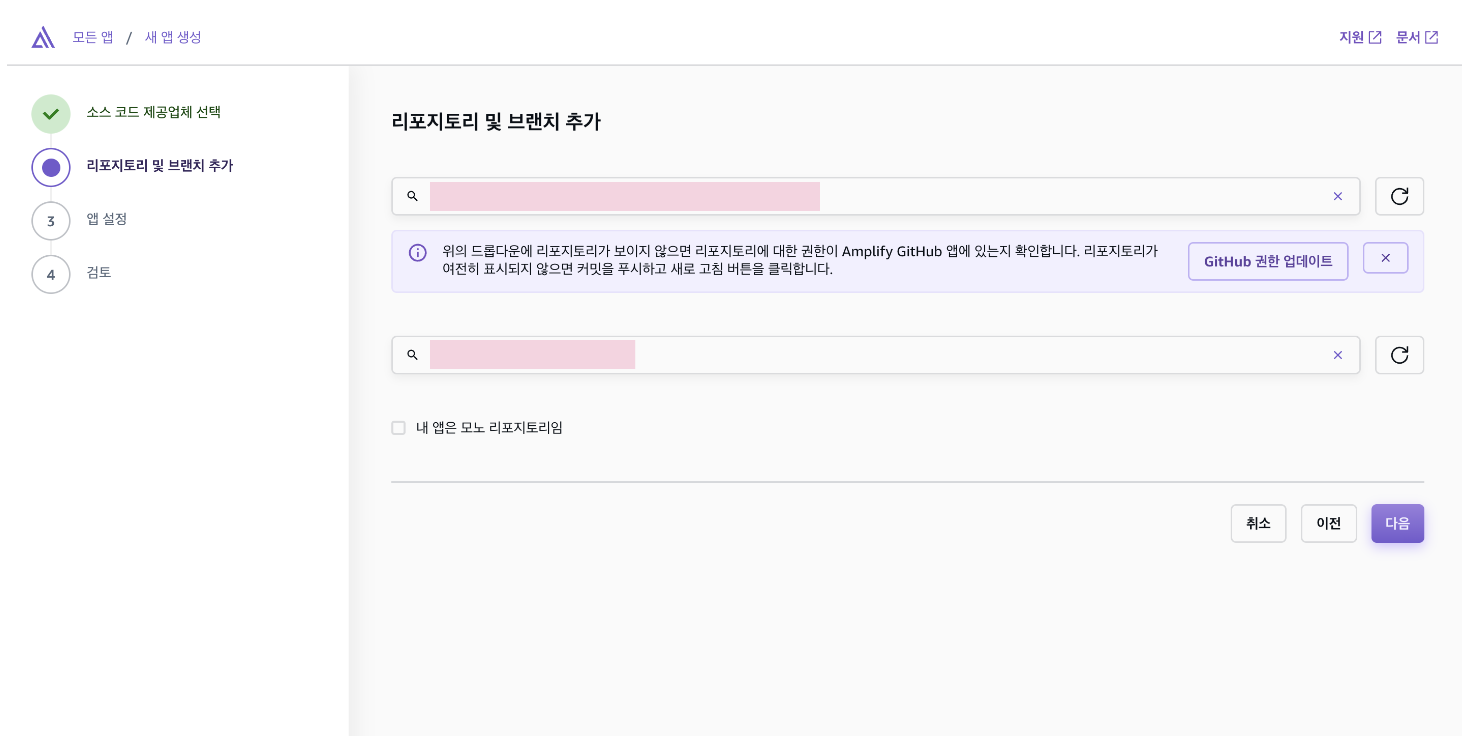 모든 앱 / 새 앱 생성
지원
문서
소스 코드 제공업체 선택
리포지토리 및 브랜치 추가
3 앱 설정
4 검토
리포지토리 및 브랜치 추가
위의 드롭다운에 리포지토리가 보이지 않으면 리포지토리에 대한 권한이 Amplify GitHub 앱에 있는지 확인합니다. 리포지토리가
여전히 표시되지 않으면 커밋을 푸시하고 새로 고침 버튼을 클릭합니다.
GitHub 권한 업데이트
내 앱은 모노 리포지토리임
취소
이전
다음